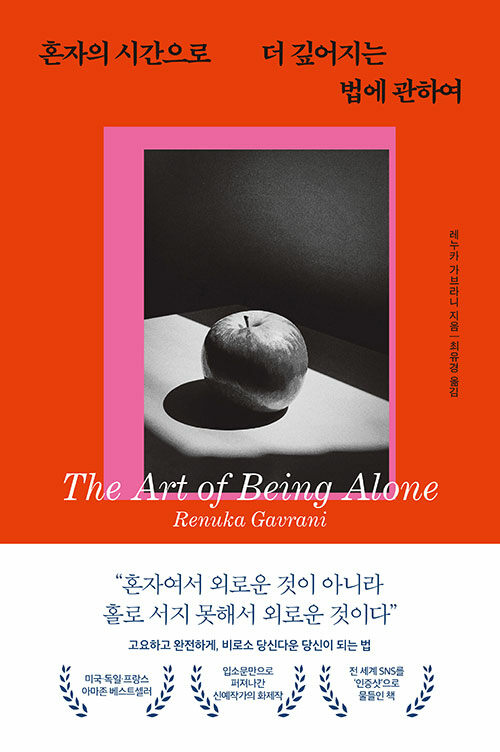 혼자의 시간으로 더 깊어지는
법에 관하여
레누카 가브라니 지음 | 최유경 옮김
The Art of Being Alone
Renuka Gavrani
“혼자여서 외로운 것이 아니라
홀로 서지 못해서 외로운 것이다”
고요하고 완전하게, 비로소 당신다운 당신이 되는 법
미국·독일·프랑스
아마존 베스트셀러
입소문만으로
퍼져나간
신예작가의 화제작
전 세계 SNS를
‘인증샷’으로
물들인 책